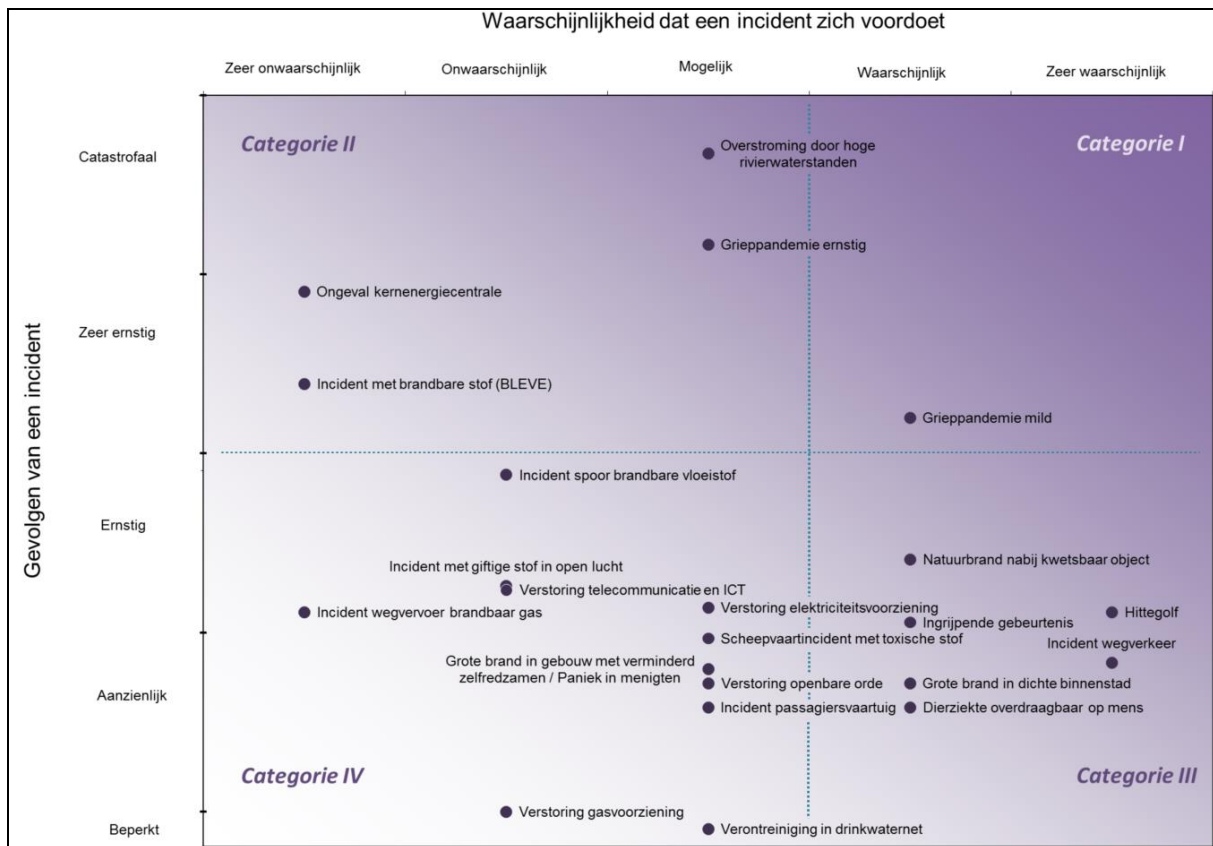 Waarschijnlijkheid dat een incident zich voordoet
Zeer onwaarschijnlijk
Onwaarschijnlijk
Mogelijk
Waarschijnlijk
Zeer waarschijnlijk
Gevolgen van een incident
Catastrofaal
Zeer ernstig
Ernstig
Aanzienlijk
Beperkt
Categorie II
Categorie I
Overstroming door hoge
rivierwaterstanden
Grieppandemie ernstig
Ongeval kernenergiecentrale
Incident met brandbare stof (BLEVE)
Grieppandemie mild
Incident spoor brandbare vloeistof
Natuurbrand nabij kwetsbaar object
Incident met giftige stof in open lucht
Verstoring telecommunicatie en ICT
Incident wegvervoer brandbaar gas
Verstoring elektriciteitsvoorziening
Hittegolf
Ingrijpende gebeurtenis
Scheepvaartincident met toxische stof
Incident wegverkeer
Grote brand in gebouw met verminderd
zelfredzamen / Paniek in menigten
Verstoring openbare orde
Grote brand in dichte binnenstad
Incident passagiersvaartuig
Dierziekte overdraagbaar op mens
Categorie IV
Categorie III
Verstoring gasvoorziening
Verontreiniging in drinkwaternet